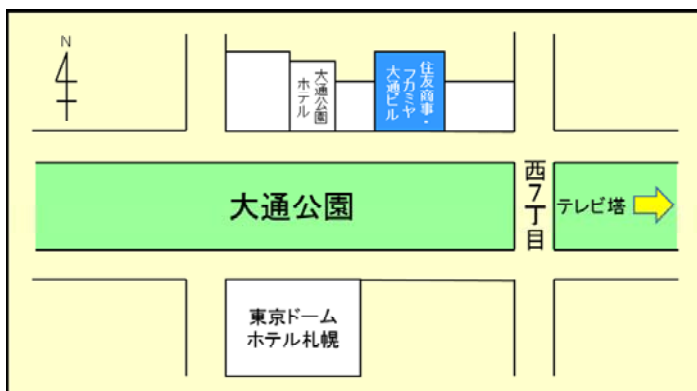 N
大通公園
ホテル
住友商事・
フカミヤ
大通ビル
大通公園
西7丁目
テレビ塔
東京ドーム
ホテル札幌